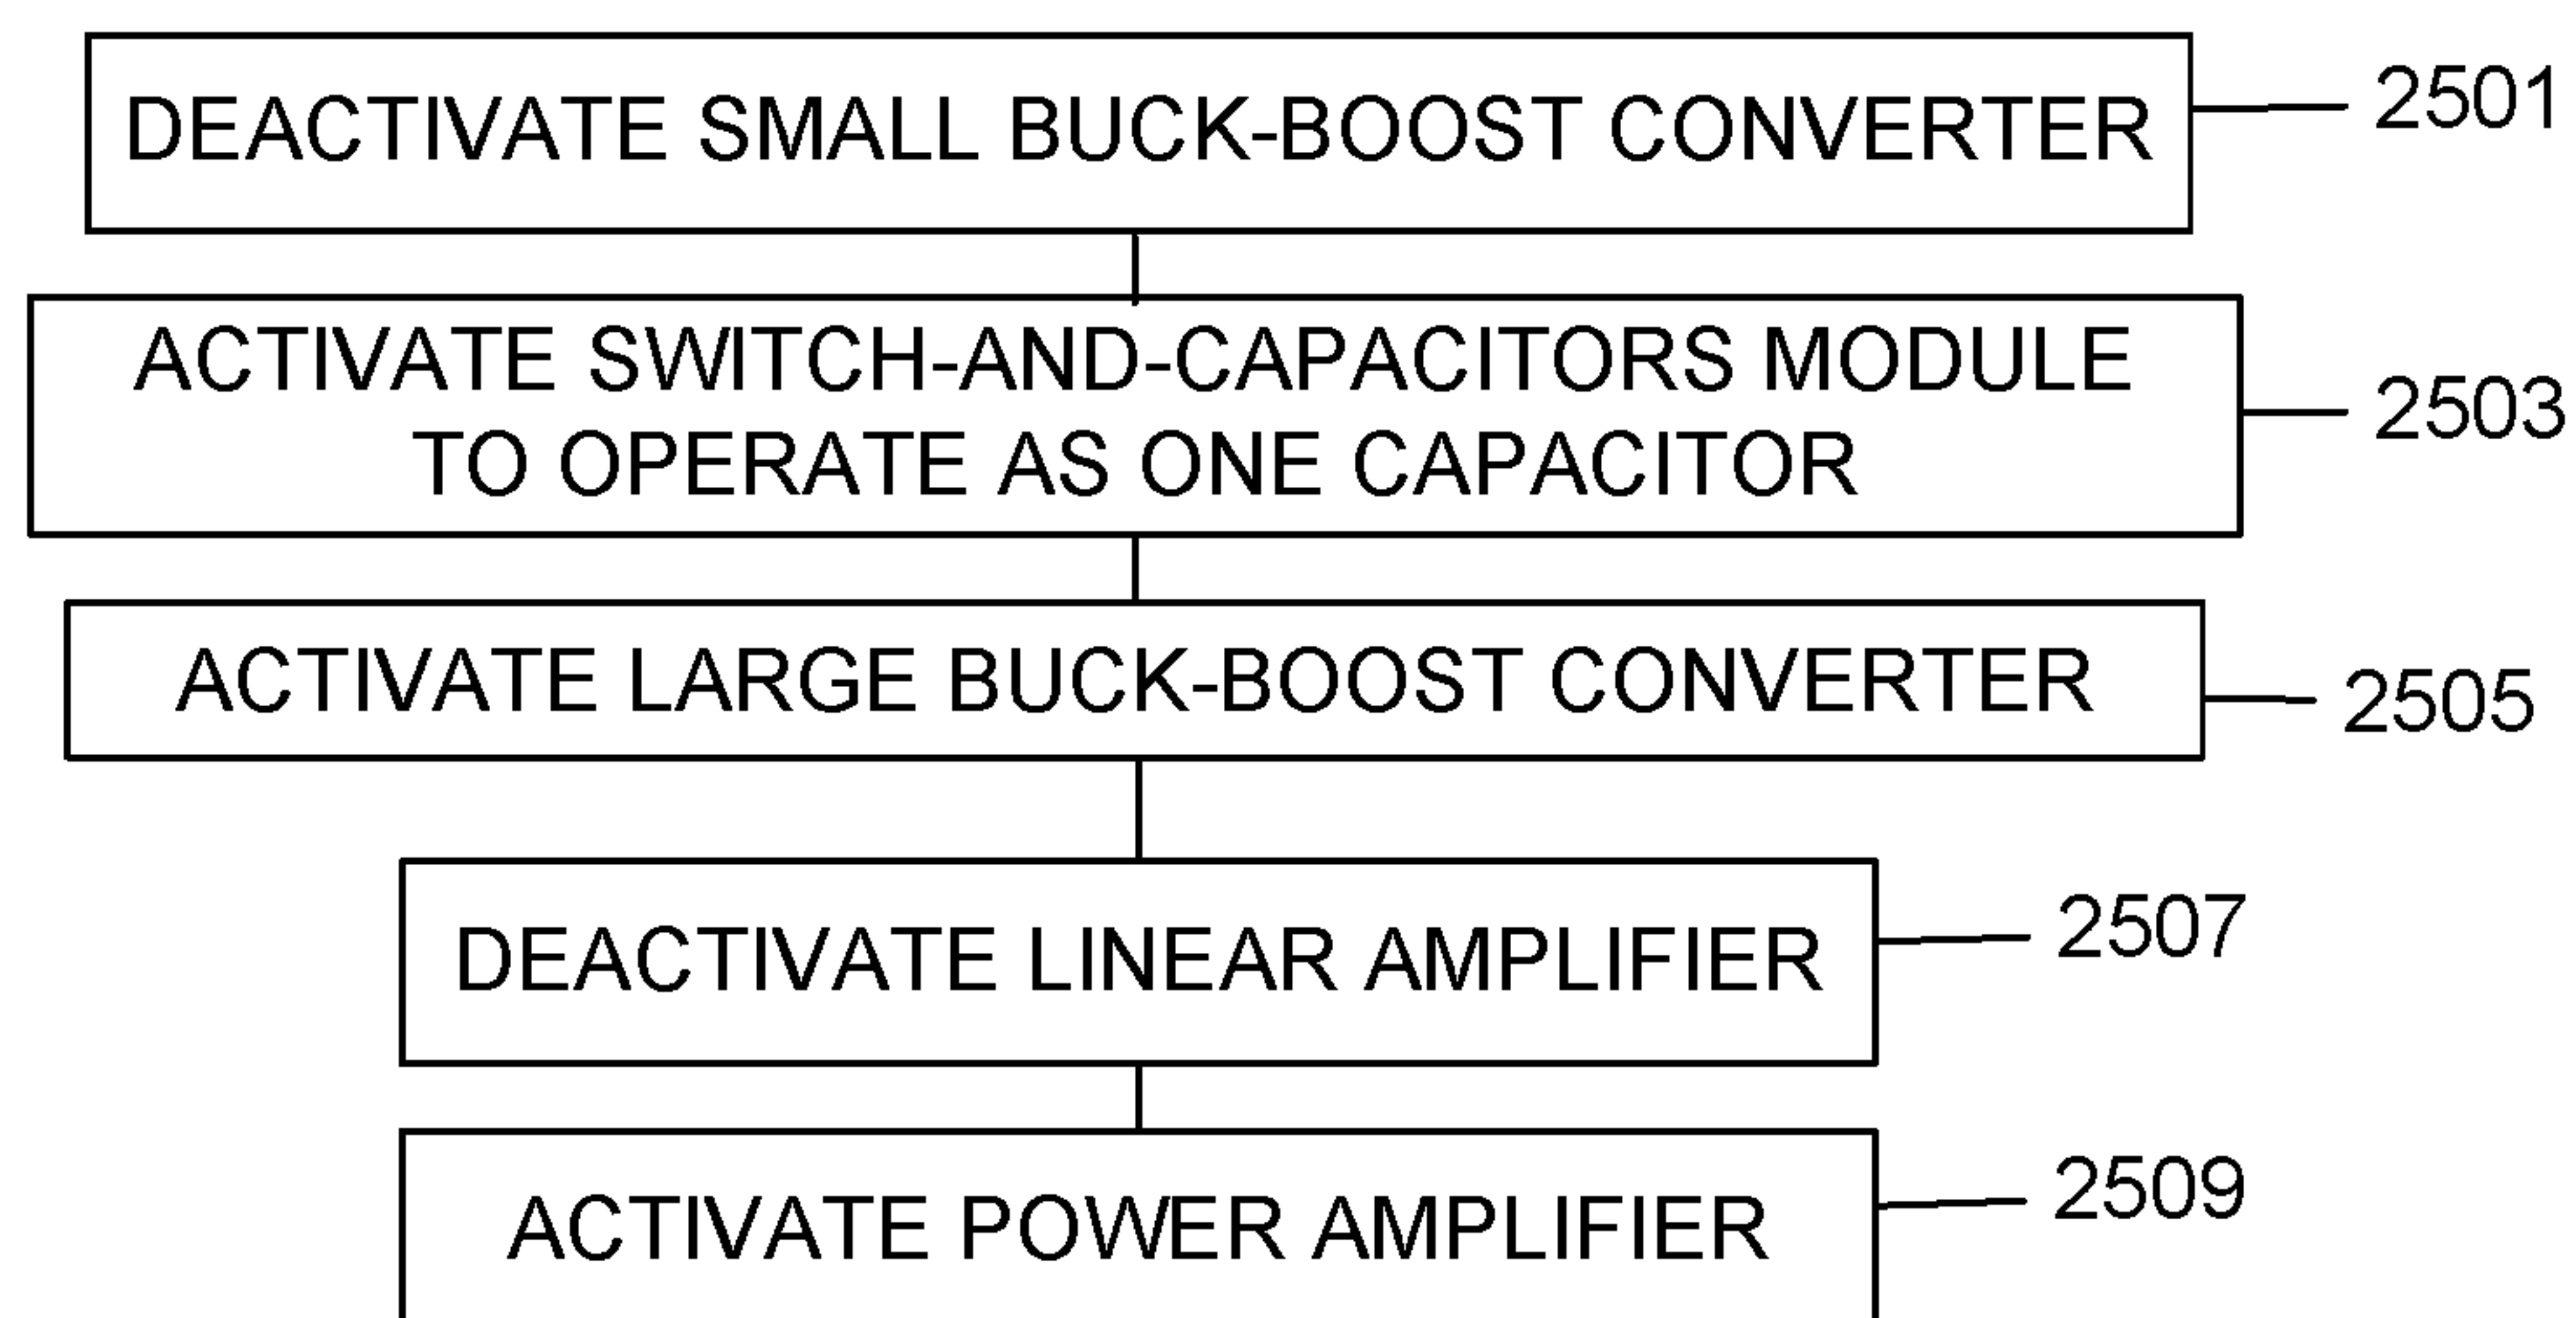 DEACTIVATE SMALL BUCK-BOOST CONVERTER
2501
ACTIVATE SWITCH-AND-CAPACITORS MODULE
TO OPERATE AS ONE CAPACITOR
2503
ACTIVATE LARGE BUCK-BOOST CONVERTER
2505
DEACTIVATE LINEAR AMPLIFIER
2507
ACTIVATE POWER AMPLIFIER
2509